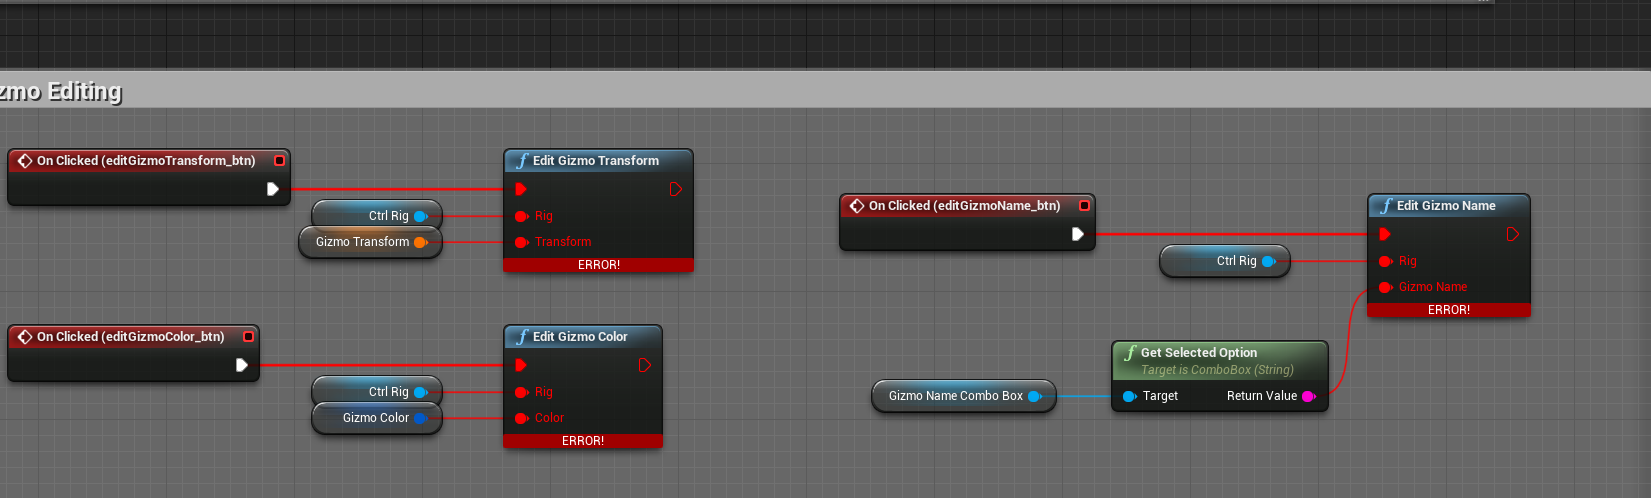 zmo Editing
On Clicked (editGizmoTransform_btn)
Ctrl Rig
Gizmo Transform
Edit Gizmo Transform
Rig
Transform
ERROR!
On Clicked (editGizmoColor_btn)
Ctrl Rig
Gizmo Color
Edit Gizmo Color
Rig
Color
ERROR!
On Clicked (editGizmoName_btn)
Ctrl Rig
Edit Gizmo Name
Rig
Gizmo Name
ERROR!
Gizmo Name Combo Box
Get Selected Option
Target is ComboBox (String)
Target
Return Value